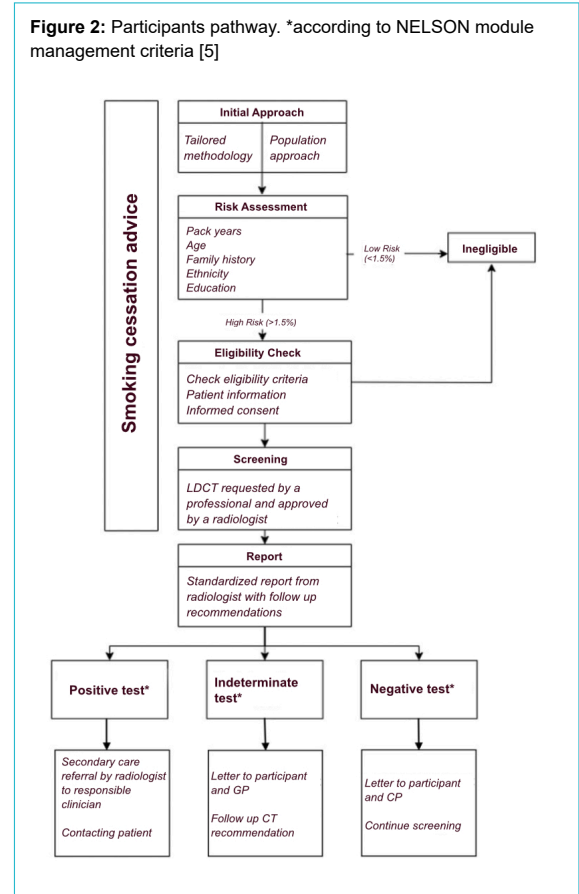 Figure 2: Participants pathway. *according to NELSON module
management criteria [5]
Smoking cessation advice
Initial Approach
Tailored
methodology
Population
approach
Risk Assessment
Pack years
Age
Family history
Ethnicity
Education
Low Risk
(<1.5%)
Inegligible
High Risk (>1.5%)
Eligibility Check
Check eligibility criteria
Patient information
Informed consent
Screening
LDCT requested by a
professional and approved
by a radiologist
Report
Standardized report from
radiologist with follow up
recommendations
Positive test*
Indeterminate
test*
Negative test*
Secondary care
referral by radiologist
to responsible
clinician
Contacting patient
Letter to participant
and GP
Follow up CT
recommendation
Letter to participant
and CP
Continue screening